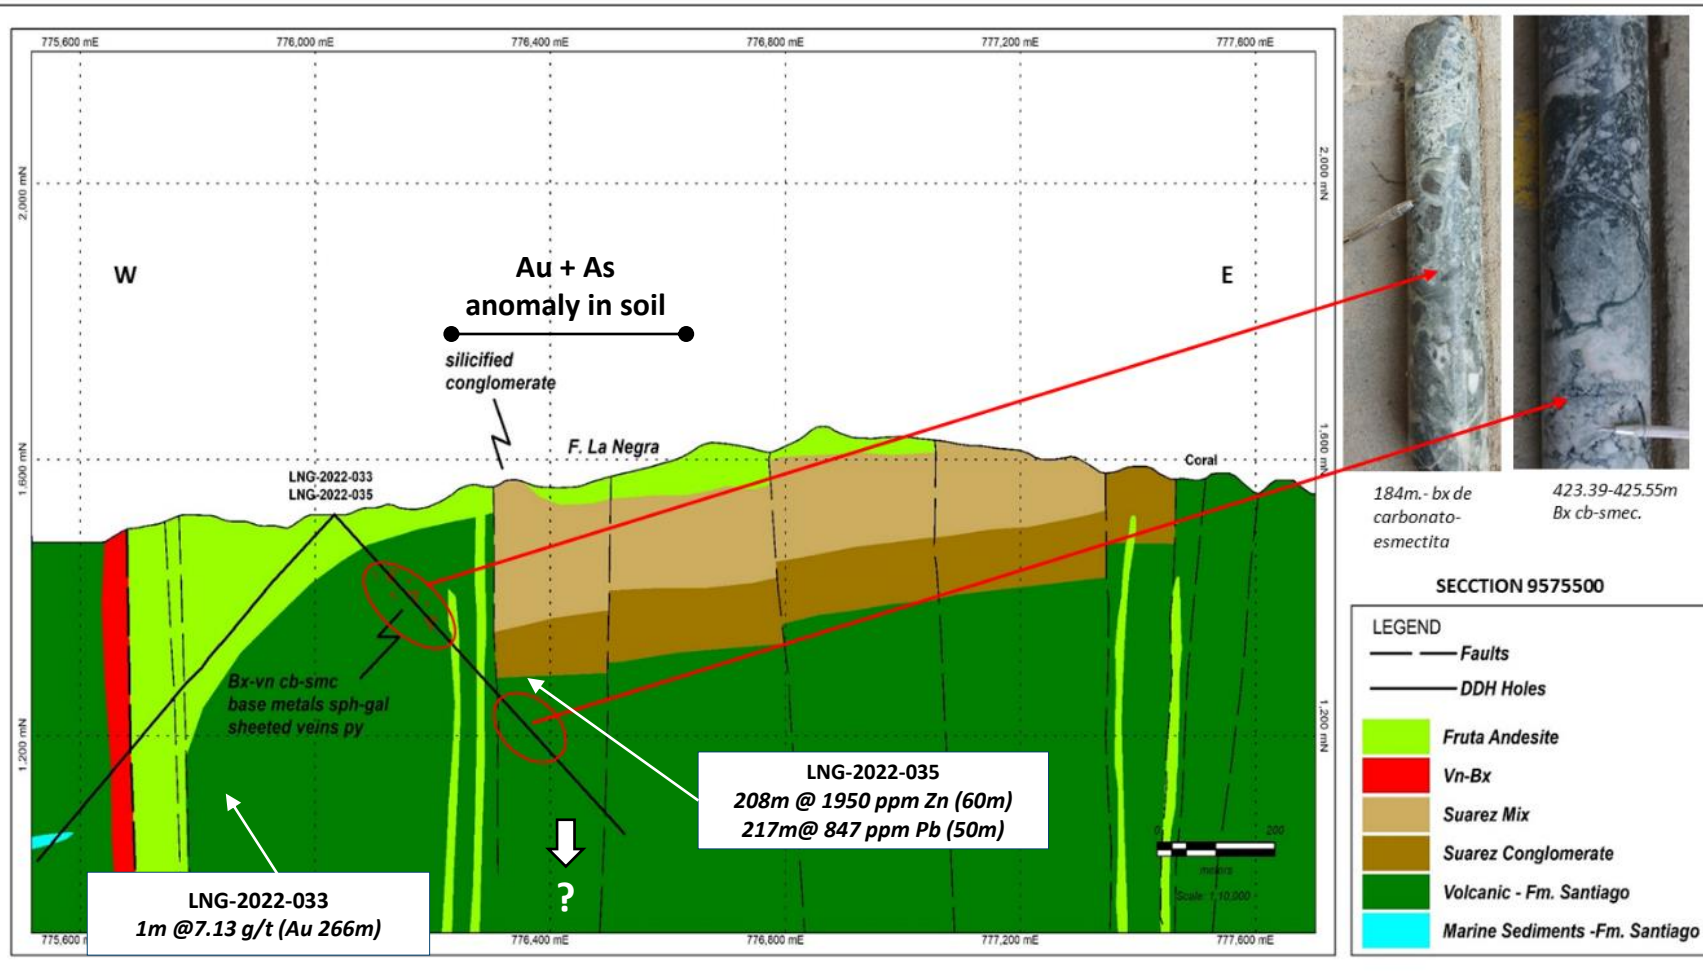 775,600 mE
776,000 mE
776,400 mE
776,800 mE
777,200 mE
777,600 mE
2,000 mN
2,000 mN
W
E
Au + As
anomaly in soil
silicified
conglomerate
F. La Negra
1,600 mN
1,600 mN
LNG-2022-033
LNG-2022-035
Coral
184m.- bx de
carbonato-
esmectita
423.39-425.55m
Bx cb-smec.
SECCTION 9575500
Bx-vn cb-smc
base metals sph-gal
sheeted veins py
1,200 mN
1,200 mN
LNG-2022-035
208m @ 1950 ppm Zn (60m)
217m@ 847 ppm Pb (50m)
?
LNG-2022-033
1m @7.13 g/t (Au 266m)
0
200
meters
Scale: 1:10,000
775,600
776,400 mE
776,800 mE
777,200 mE
777,600 mE
LEGEND
Faults
DDH Holes
Fruta Andesite
Vn-Bx
Suarez Mix
Suarez Conglomerate
Volcanic - Fm. Santiago
Marine Sediments -Fm. Santiago